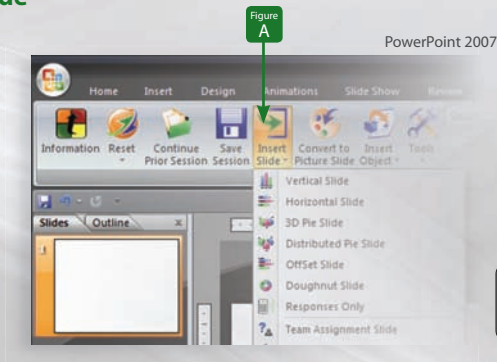 Figure
A
PowerPoint 2007
Home Insert Design Animations Slide Show Review
Information Reset Continue Prior Session Save Session Insert Slide Convert to Picture Slide Insert Object Tools
Vertical Slide
Horizontal Slide
3D Pie Slide
Distributed Pie Slide
OffSet Slide
Doughnut Slide
Responses Only
Team Assignment Slide
Slides Outline x
1